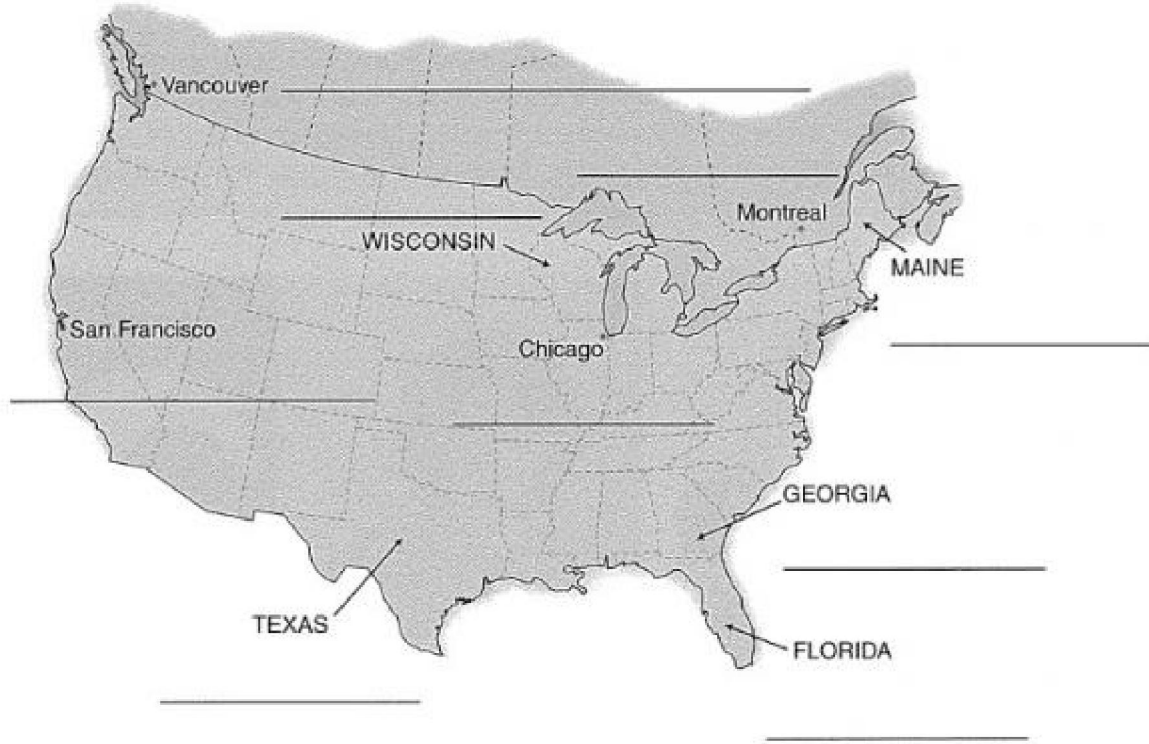 Vancouver
Montreal
WISCONSIN
MAINE
San Francisco
Chicago
GEORGIA
TEXAS
FLORIDA